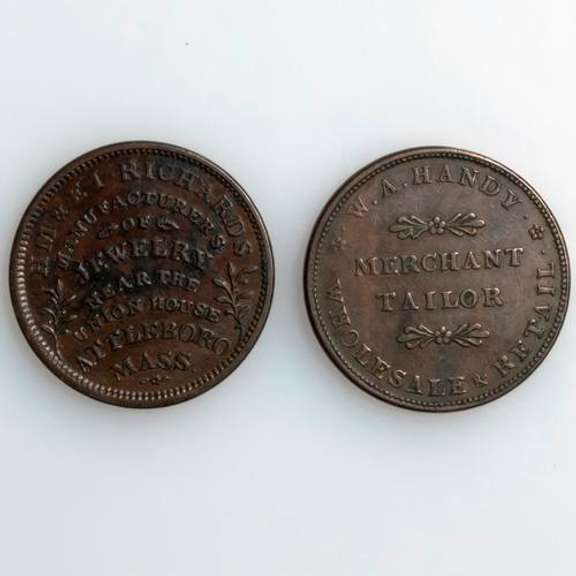 H. M. & E. I. RICHARDS.
MANUFACTURERS
OF
JEWELRY
NEAR THE
UNION HOUSE
ATTLEBORO
MASS.
W. A. HANDY.
MERCHANT
TAILOR
WHOLESALE & RETAIL.